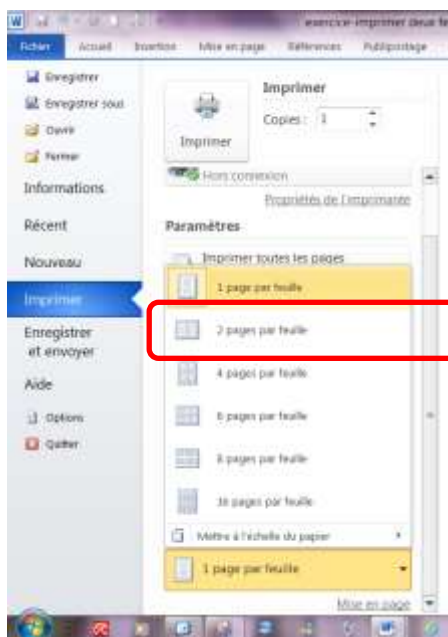 exercice-imprimer deux fe
Fichier Accueil Insertion Mise en page Références Publipostage
Enregistrer
Enregistrer sous
Ouvrir
Fermer
Informations
Récent
Nouveau
Imprimer
Enregistrer
et envoyer
Aide
Options
Quitter
Imprimer
Copies : 1
Imprimer
Hors connexion
Propriétés de l'imprimante
Paramètres
Imprimer toutes les pages
1 page par feuille
2 pages par feuille
4 pages par feuille
6 pages par feuille
8 pages par feuille
16 pages par feuille
Mettre à l'échelle du papier
1 page par feuille
Mise en page